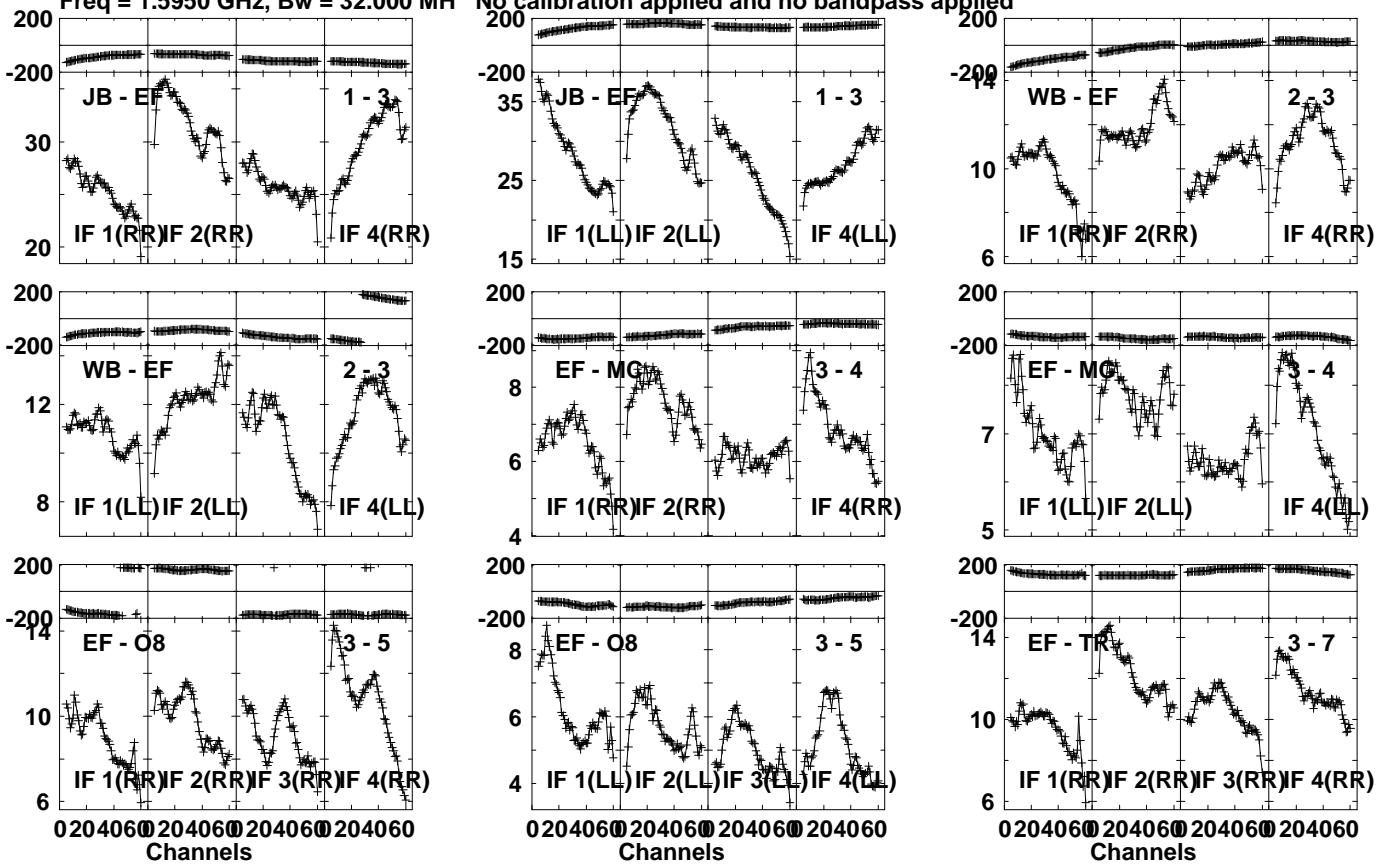 Freq = 1.5950 GHz, Bw = 32.000 MH No calibration applied and no bandpass applied
200
-200
JB - EF 1 - 3
30
20
IF 1(RR) IF 2(RR) IF 4(RR)
200
-200
JB - EF 1 - 3
35
25
15
IF 1(LL) IF 2(LL) IF 4(LL)
200
-200
14
WB - EF 2 - 3
10
6
IF 1(RR) IF 2(RR) IF 4(RR)
200
-200
WB - EF 2 - 3
12
8
IF 1(LL) IF 2(LL) IF 4(LL)
200
-200
EF - MC 3 - 4
8
6
4
IF 1(RR) IF 2(RR) IF 4(RR)
200
-200
EF - MC 3 - 4
7
5
IF 1(LL) IF 2(LL) IF 4(LL)
200
-200
14
EF - O8 3 - 5
10
6
IF 1(RR) IF 2(RR) IF 3(RR) IF 4(RR)
0 20 40 60 0 20 40 60 0 20 40 60 0 20 40 60
Channels
200
-200
EF - O8 3 - 5
8
6
4
IF 1(LL) IF 2(LL) IF 3(LL) IF 4(LL)
0 20 40 60 0 20 40 60 0 20 40 60 0 20 40 60
Channels
200
-200
14
EF - TR 3 - 7
10
6
IF 1(RR) IF 2(RR) IF 3(RR) IF 4(RR)
0 20 40 60 0 20 40 60 0 20 40 60 0 20 40 60
Channels